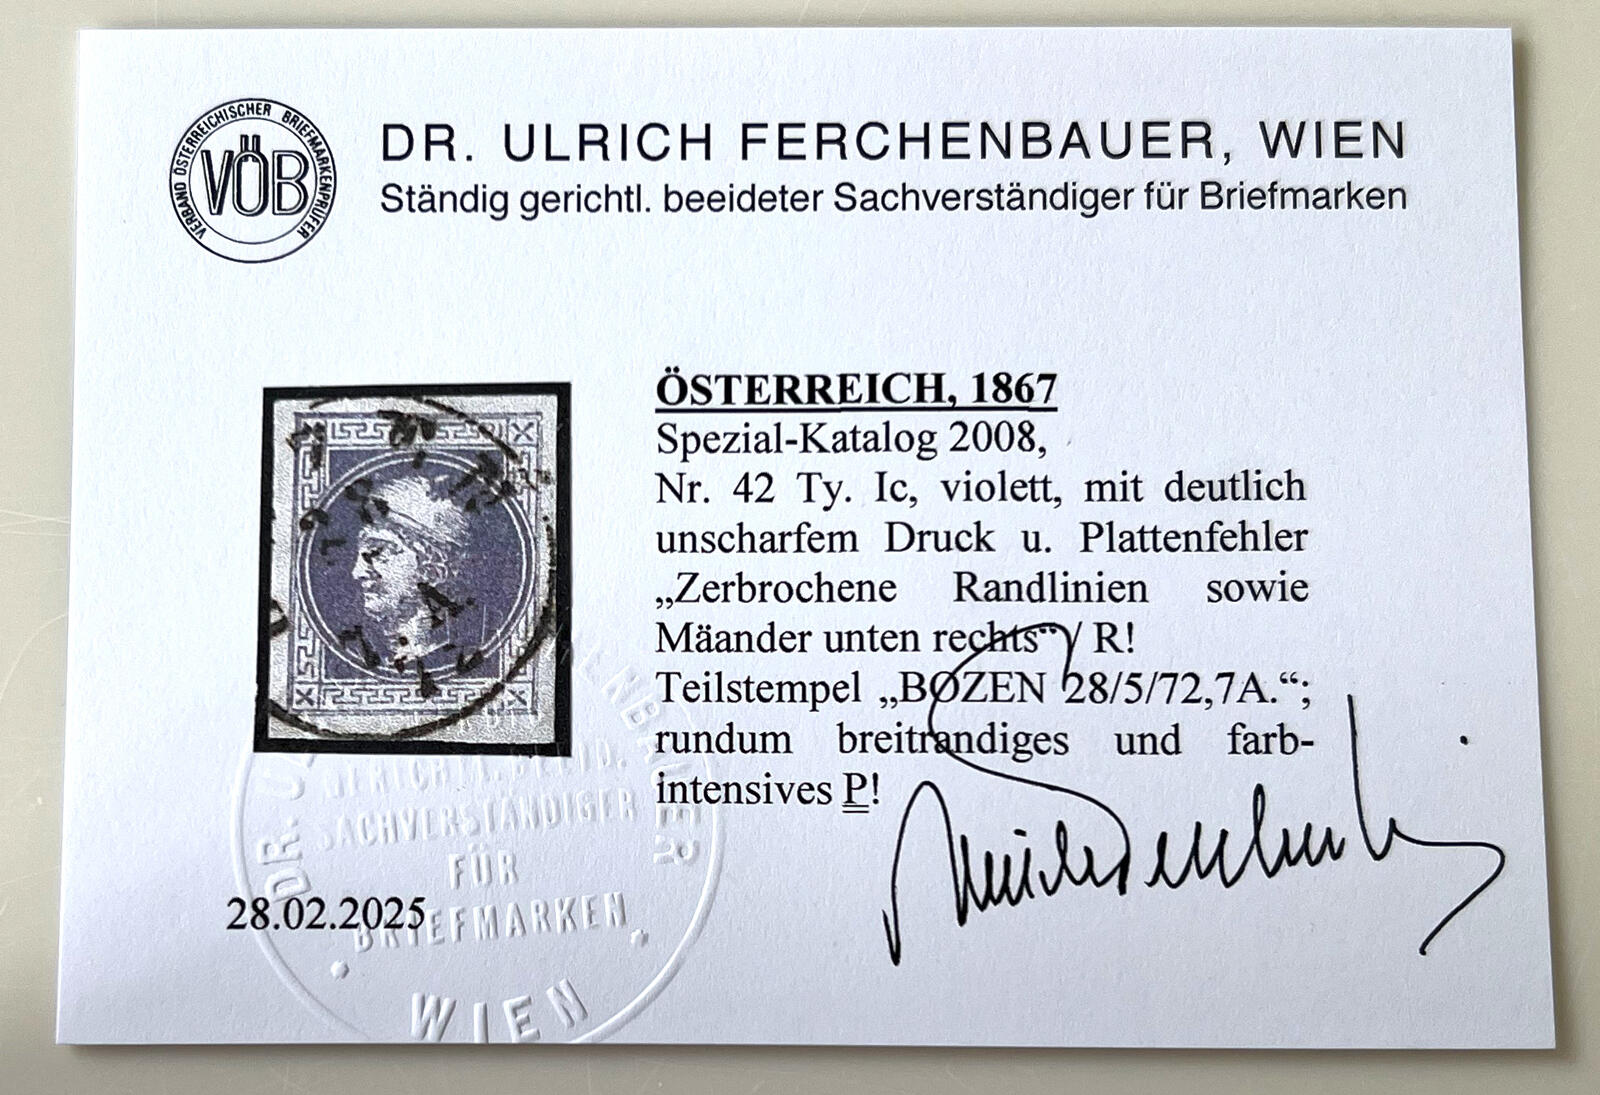 VERBAND ÖSTERREICHISCHER BRIEFMARKENPRÜFER
VÖB
DR. ULRICH FERCHENBAUER, WIEN
Ständig gerichtl. beeideter Sachverständiger für Briefmarken
ÖSTERREICH, 1867
Spezial-Katalog 2008,
Nr. 42 Ty. Ic, violett, mit deutlich
unscharfem Druck u. Plattenfehler
„Zerbrochene Randlinien sowie
Mäander unten rechts“ / R!
Teilstempel „BOZEN 28/5/72,7A.“;
rundum breitrandiges und farb-
intensives P!
SACHVERSTÄNDIGER
FÜR
BRIEFMARKEN
WIEN
28.02.2025